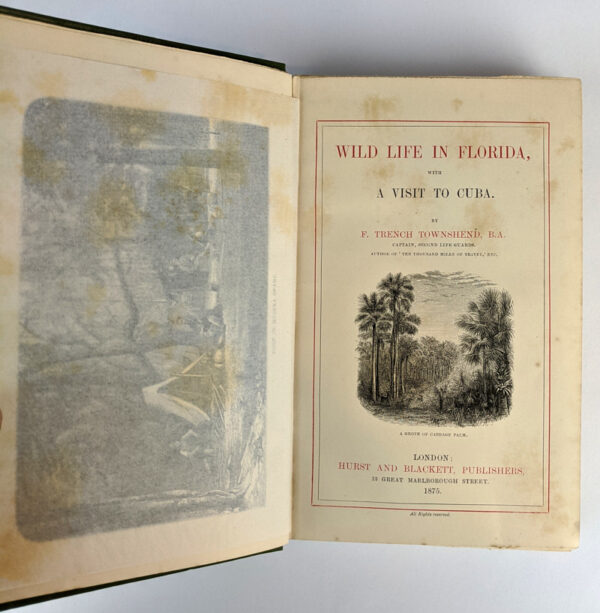 WILD LIFE IN FLORIDA,
WITH
A VISIT TO CUBA.
BY
F. TRENCH TOWNSHEND, B.A.
CAPTAIN, SECOND LIFE-GUARDS.
AUTHOR OF 'TEN THOUSAND MILES OF TRAVEL,' ETC.
A GROVE OF CABBAGE PALM.
LONDON:
HURST AND BLACKETT, PUBLISHERS,
13 GREAT MARLBOROUGH STREET.
1875.
All Rights reserved.